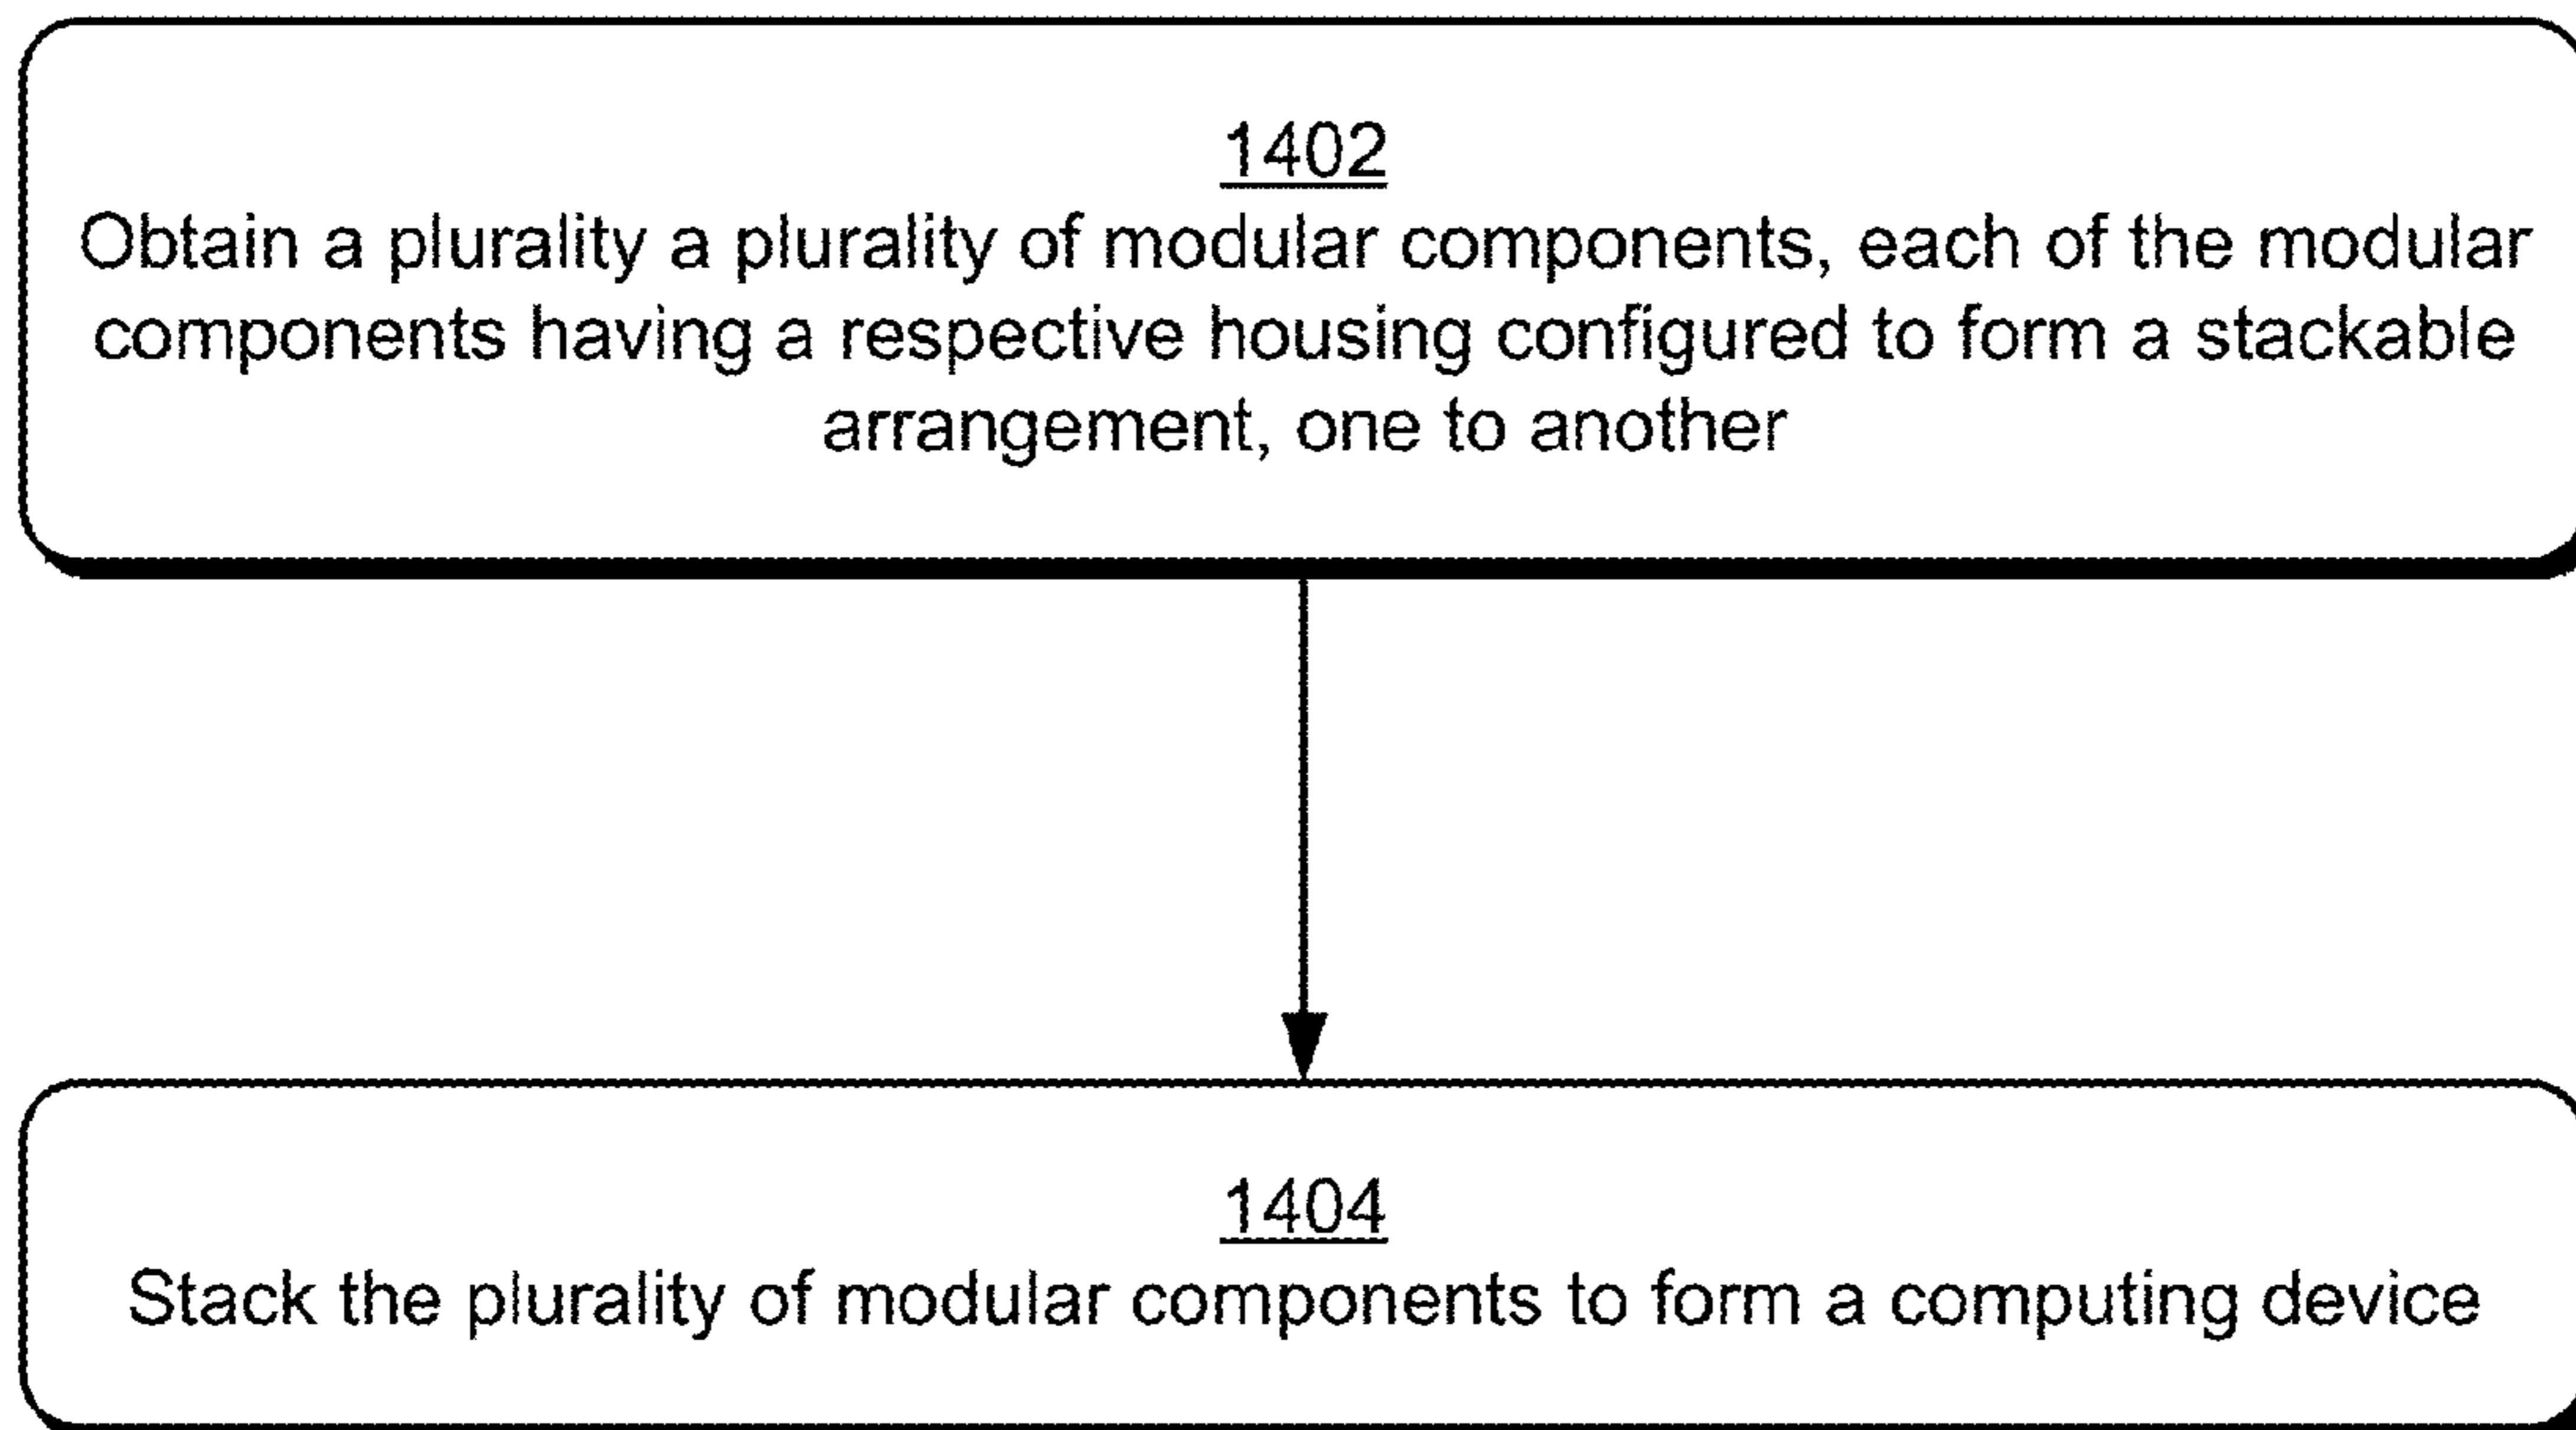 1402
Obtain a plurality a plurality of modular components, each of the modular
components having a respective housing configured to form a stackable
arrangement, one to another
1404
Stack the plurality of modular components to form a computing device